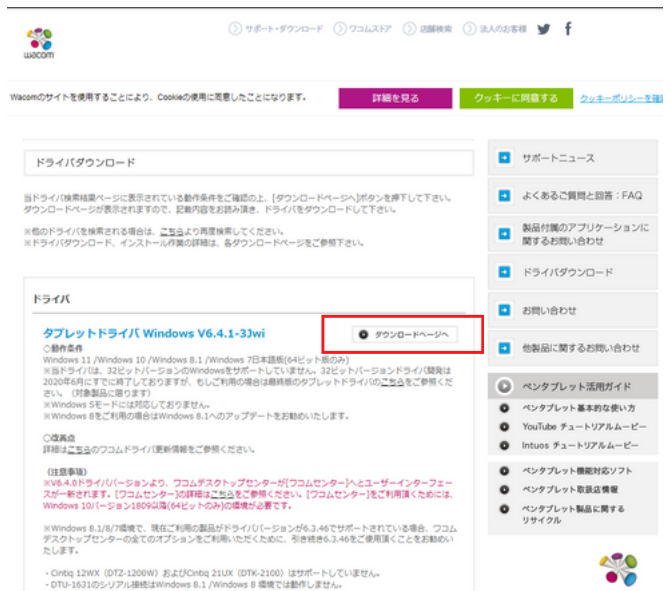 サポート・ダウンロード
ワコムストア
店舗検索
法人のお客様
wacom
Wacomのサイトを使用することにより、Cookieの使用に同意したことになります。
詳細を見る
クッキーに同意する
クッキーポリシーを確
ドライバダウンロード
当ドライバ検索結果ページに表示されている動作条件をご確認の上、[ダウンロードページへ]ボタンを押下して下さい。
ダウンロードページが表示されますので、記載内容をお読み頂き、ドライバをダウンロードして下さい。
※他のドライバを検索される場合は、こちらより再度検索してください。
※ドライバダウンロード、インストール作業の詳細は、各ダウンロードページをご参照下さい。
ドライバ
タブレットドライバ Windows V6.4.1-3Jwi
ダウンロードページへ
○動作条件
Windows 11 /Windows 10 /Windows 8.1 /Windows 7日本語版(64ビット版のみ)
※当ドライバは、32ビットバージョンのWindowsをサポートしていません。32ビットバージョンドライバ開発は
2020年6月にすでに終了しておりますが、もしご利用の場合は最終版のタブレットドライバのこちらをご参照くだ
さい。（対象製品に限ります）
※Windows Sモードには対応しておりません。
※Windows 8をご利用の場合はWindows 8.1へのアップデートをお勧めいたします。
○改善点
詳細はこちらのワコムドライバ更新情報をご参照ください。
（注意事項）
※V6.4.0ドライババージョンより、ワコムデスクトップセンターが[ワコムセンター]へとユーザーインターフェー
スが一新されます。[ワコムセンター]の詳細はこちらをご参照ください。[ワコムセンター]をご利用頂くためには、
Windows 10バージョン1809以降(64ビットのみ)の環境が必要です。
※Windows 8.1/8/7環境で、現在ご利用の製品がドライババージョンが6.3.46でサポートされている場合、ワコム
デスクトップセンターの全てのオプションをご利用いただくために、引き続き6.3.46をご使用頂くことをお勧めい
たします。
- Cintiq 12WX（DTZ-1200W）およびCintiq 21UX（DTK-2100）はサポートしていません。
- DTU-1631のシリアル接続はWindows 8.1 /Windows 8 環境では動作しません。
サポートニュース
よくあるご質問と回答：FAQ
製品付属のアプリケーションに
関するお問い合わせ
ドライバダウンロード
お問い合わせ
他製品に関するお問い合わせ
ペンタブレット活用ガイド
ペンタブレット基本的な使い方
YouTube チュートリアルムービー
Intuos チュートリアルムービー
ペンタブレット機能対応ソフト
ペンタブレット取扱店情報
ペンタブレット製品に関する
リサイクル